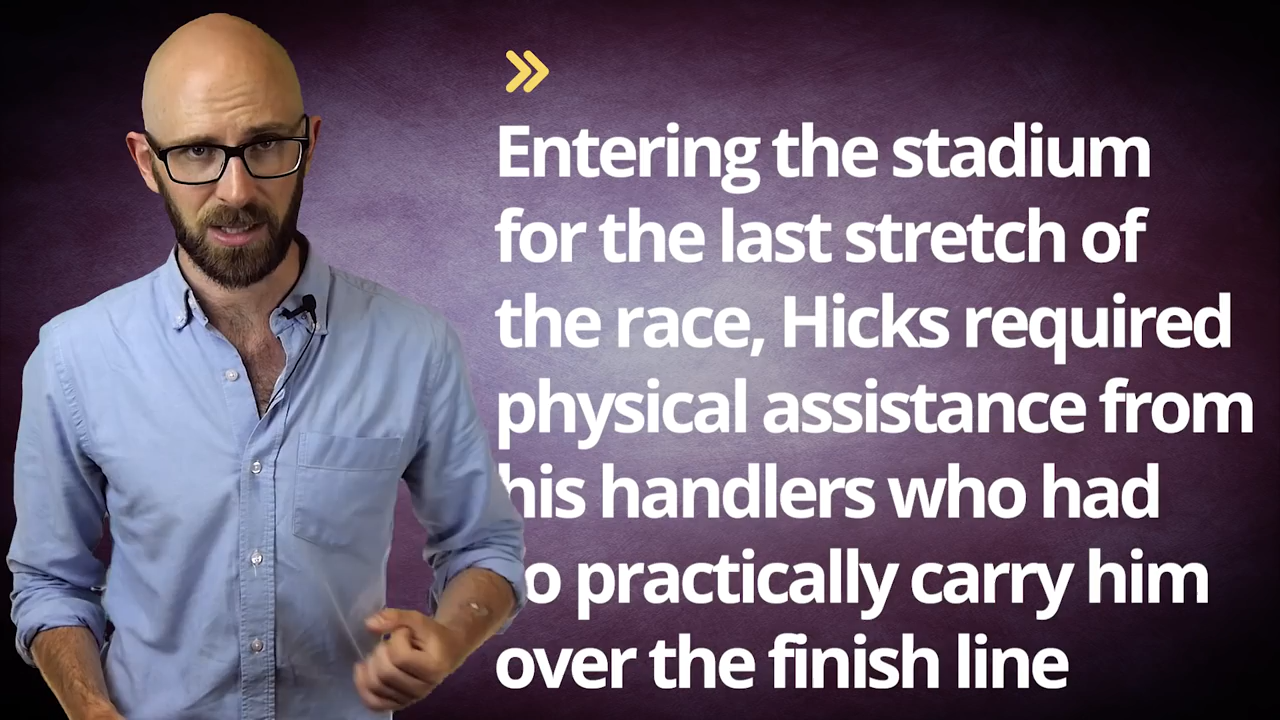 Entering the stadium
for the last stretch of
the race, Hicks required
physical assistance from
his handlers who had
to practically carry him
over the finish line